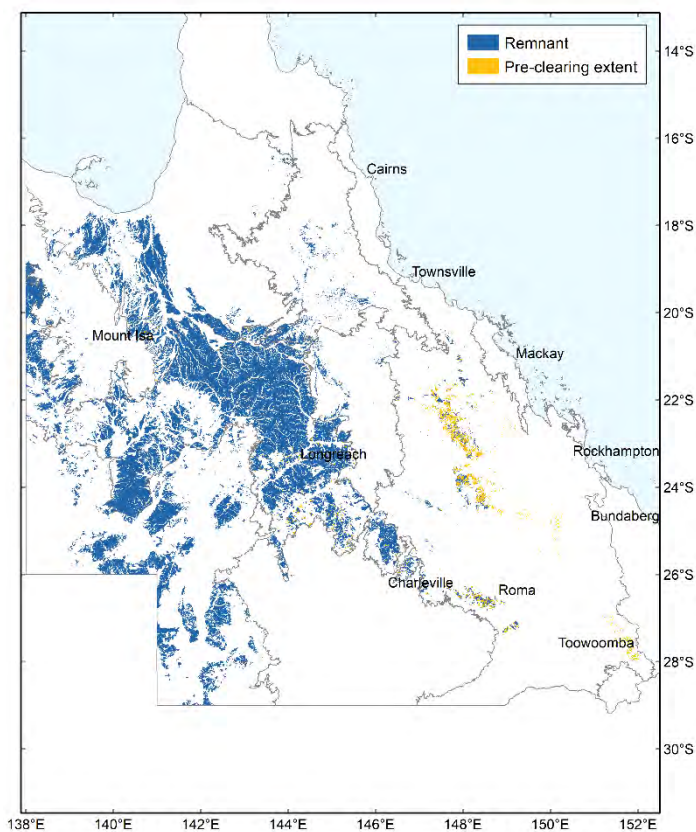 Remnant
Pre-clearing extent
14°S
16°S
Cairns
18°S
Townsville
20°S
Mount Isa
Mackay
22°S
Longreach
Rockhampton
24°S
Bundaberg
26°S
Charleville
Roma
Toowoomba
28°S
30°S
138°E 140°E 142°E 144°E 146°E 148°E 150°E 152°E